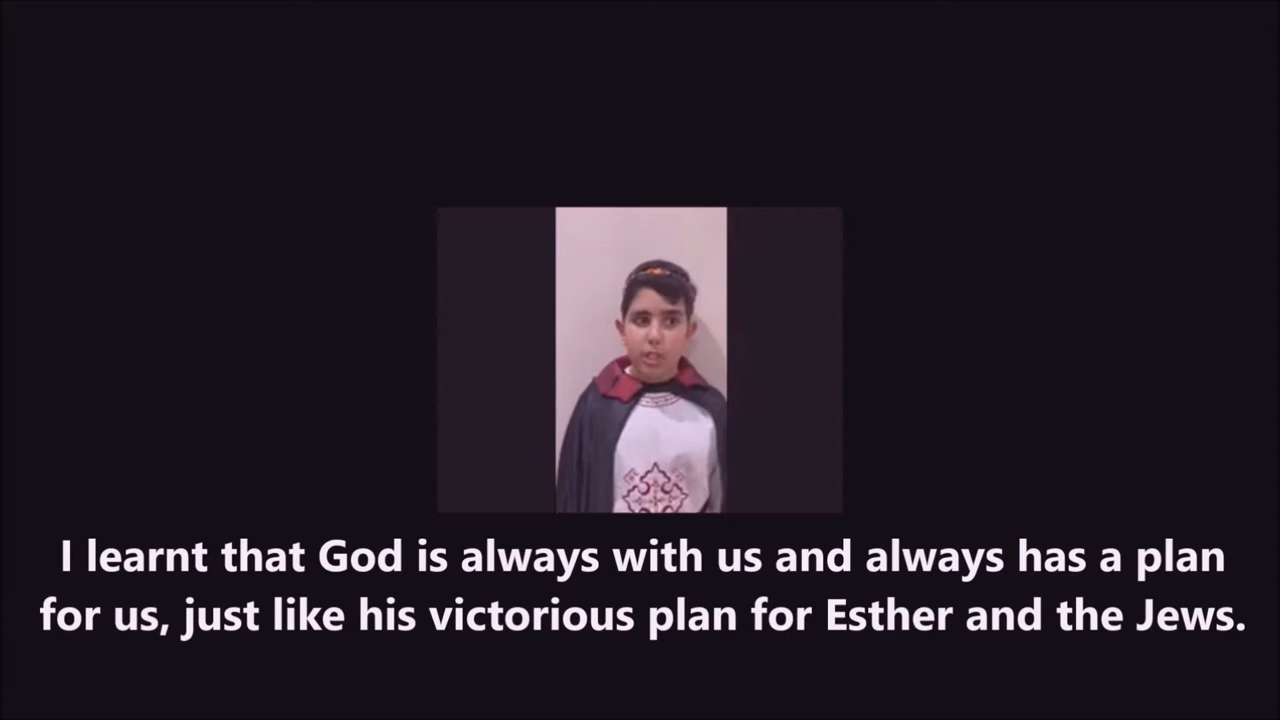 I learnt that God is always with us and always has a plan
for us, just like his victorious plan for Esther and the Jews.